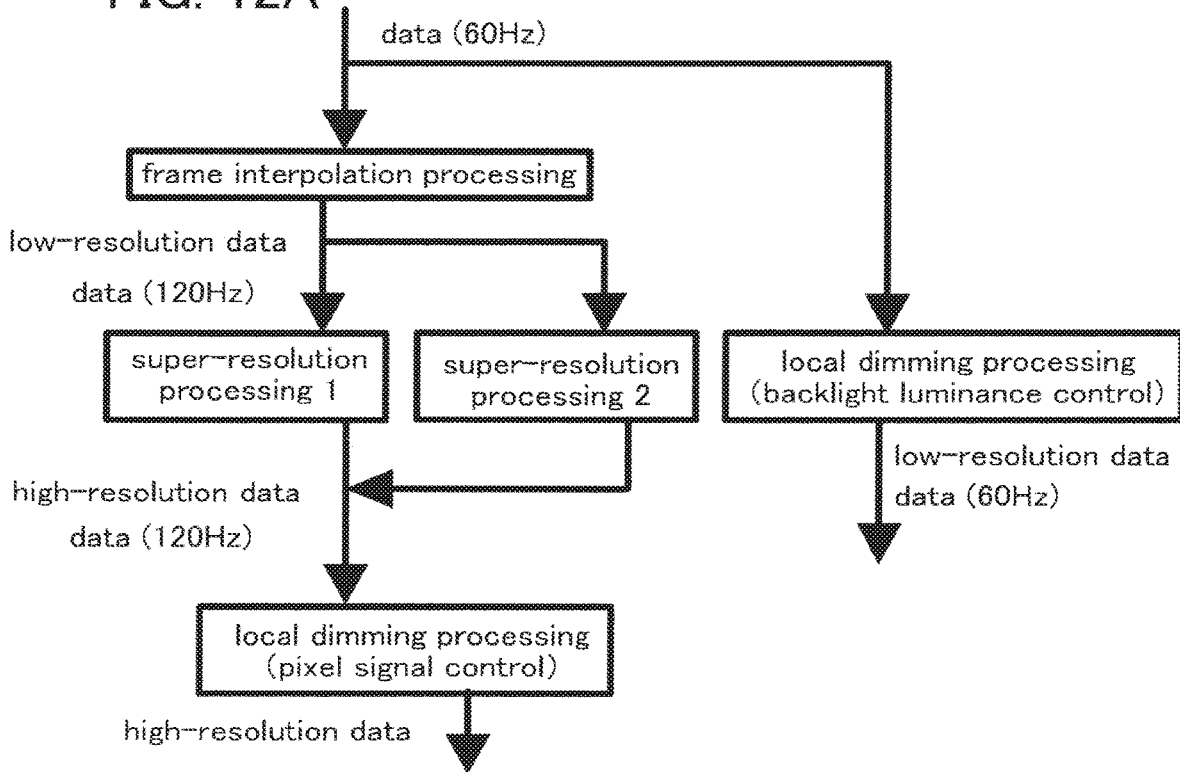 FIG. 12A
data (60Hz)
frame interpolation processing
low-resolution data
data (120Hz)
super-resolution
processing 1
super-resolution
processing 2
local dimming processing
(backlight luminance control)
low-resolution data
data (60Hz)
high-resolution data
data (120Hz)
local dimming processing
(pixel signal control)
high-resolution data